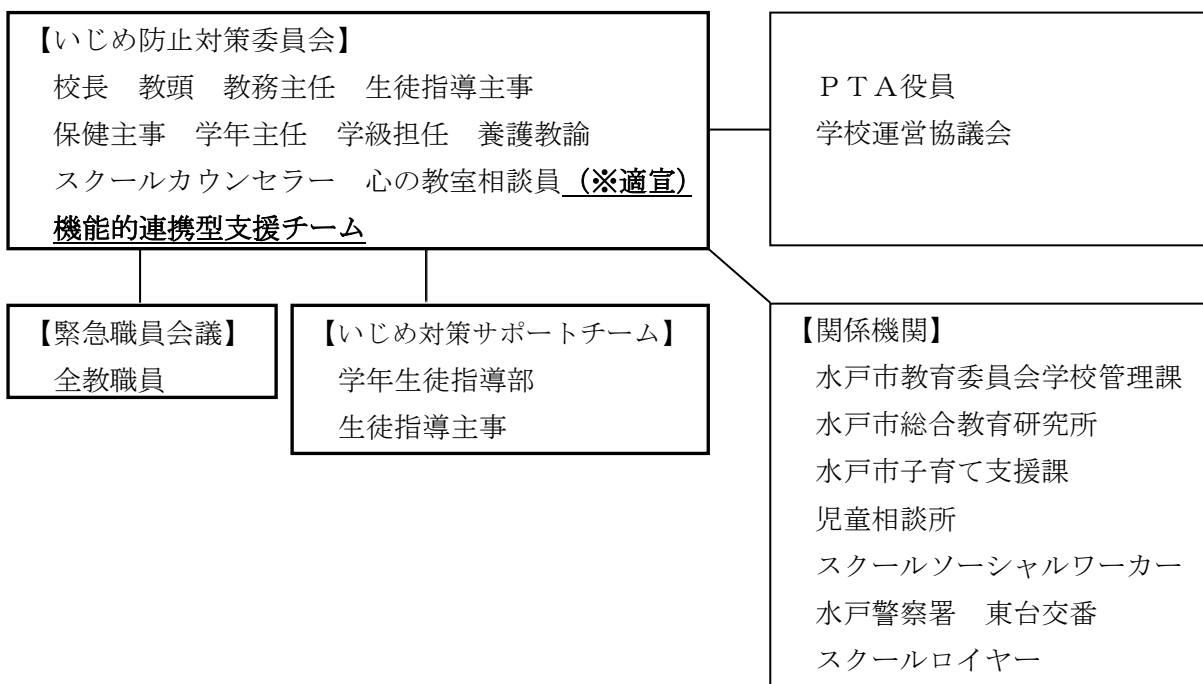 【いじめ防止対策委員会】
校長　教頭　教務主任　生徒指導主事
保健主事　学年主任　学級担任　養護教諭
スクールカウンセラー　心の教室相談員（※適宜）
機能的連携型支援チーム
ＰＴＡ役員
学校運営協議会
【緊急職員会議】
全教職員
【いじめ対策サポートチーム】
学年生徒指導部
生徒指導主事
【関係機関】
水戸市教育委員会学校管理課
水戸市総合教育研究所
水戸市子育て支援課
児童相談所
スクールソーシャルワーカー
水戸警察署　東台交番
スクールロイヤー